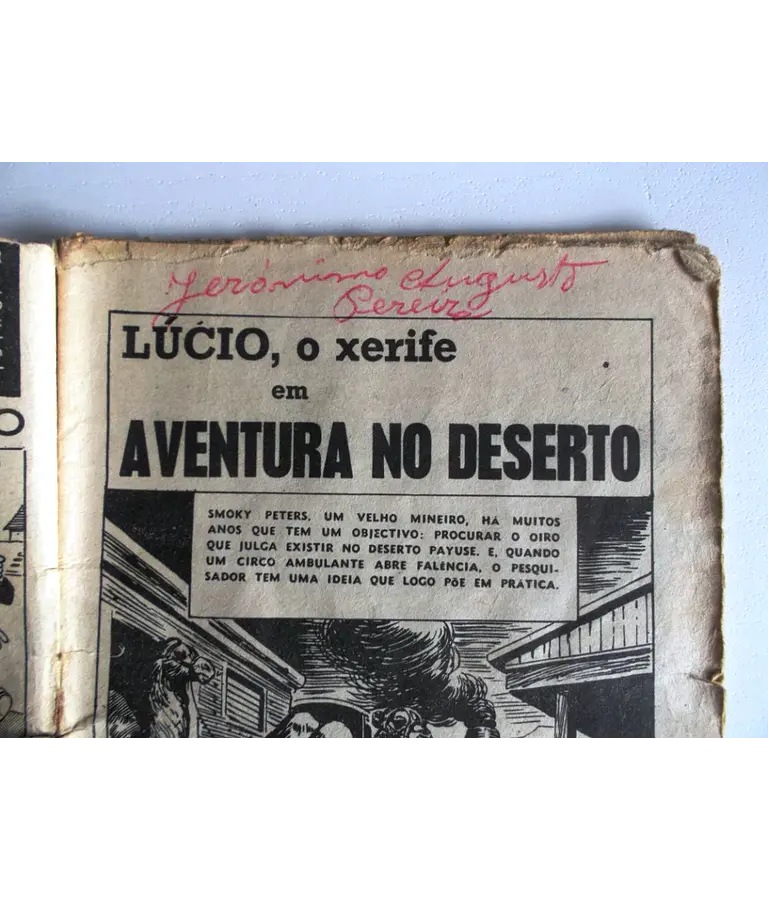 Jerónimo Augusto
Pereira
LÚCIO, o xerife
em
AVENTURA NO DESERTO
SMOKY PETERS, UM VELHO MINEIRO, HÁ MUITOS
ANOS QUE TEM UM OBJECTIVO: PROCURAR O OIRO
QUE JULGA EXISTIR NO DESERTO PAYUSE. E, QUANDO
UM CIRCO AMBULANTE ABRE FALÊNCIA, O PESQUI-
SADOR TEM UMA IDEIA QUE LOGO PÕE EM PRÁTICA.
O